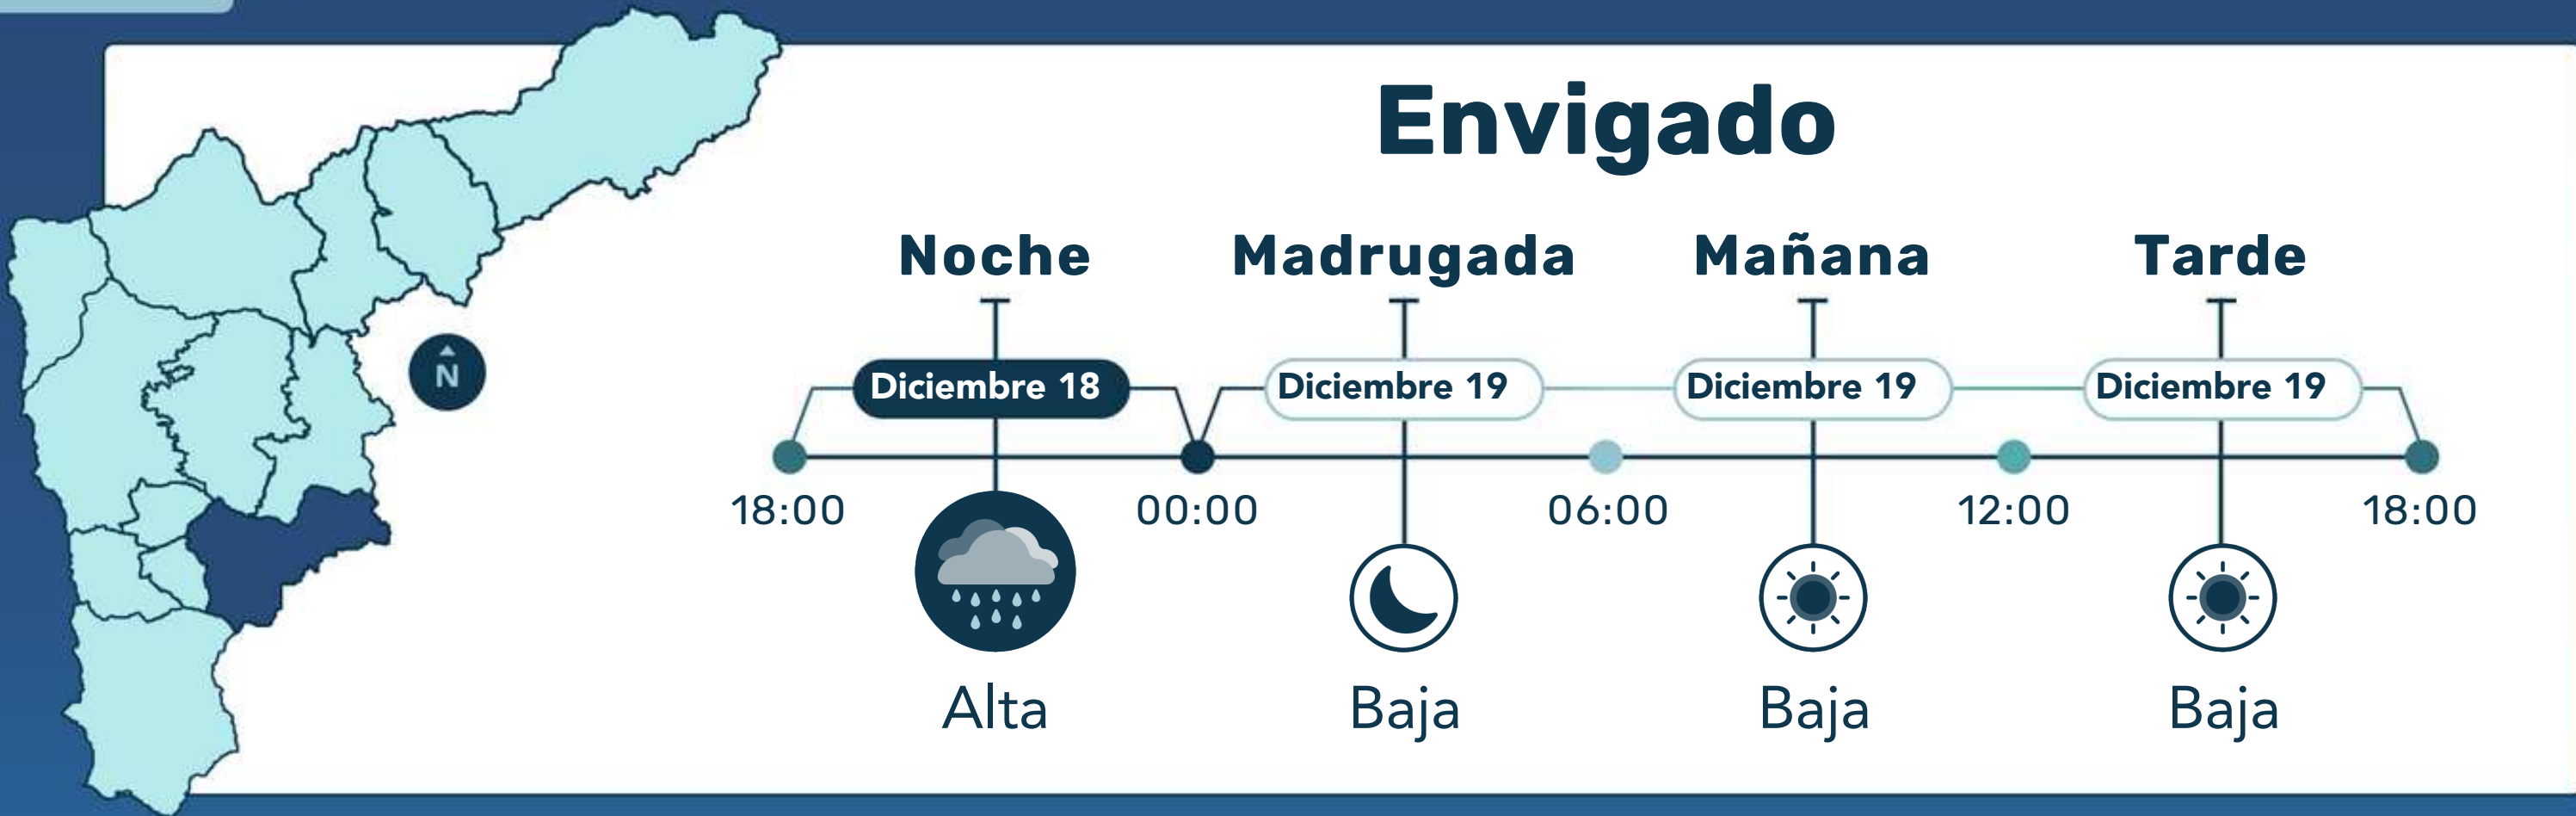 Envigado
Noche
Madrugada
Mañana
Tarde
Diciembre 18
Diciembre 19
Diciembre 19
Diciembre 19
N
18:00
00:00
06:00
12:00
18:00
Alta
Baja
Baja
Baja